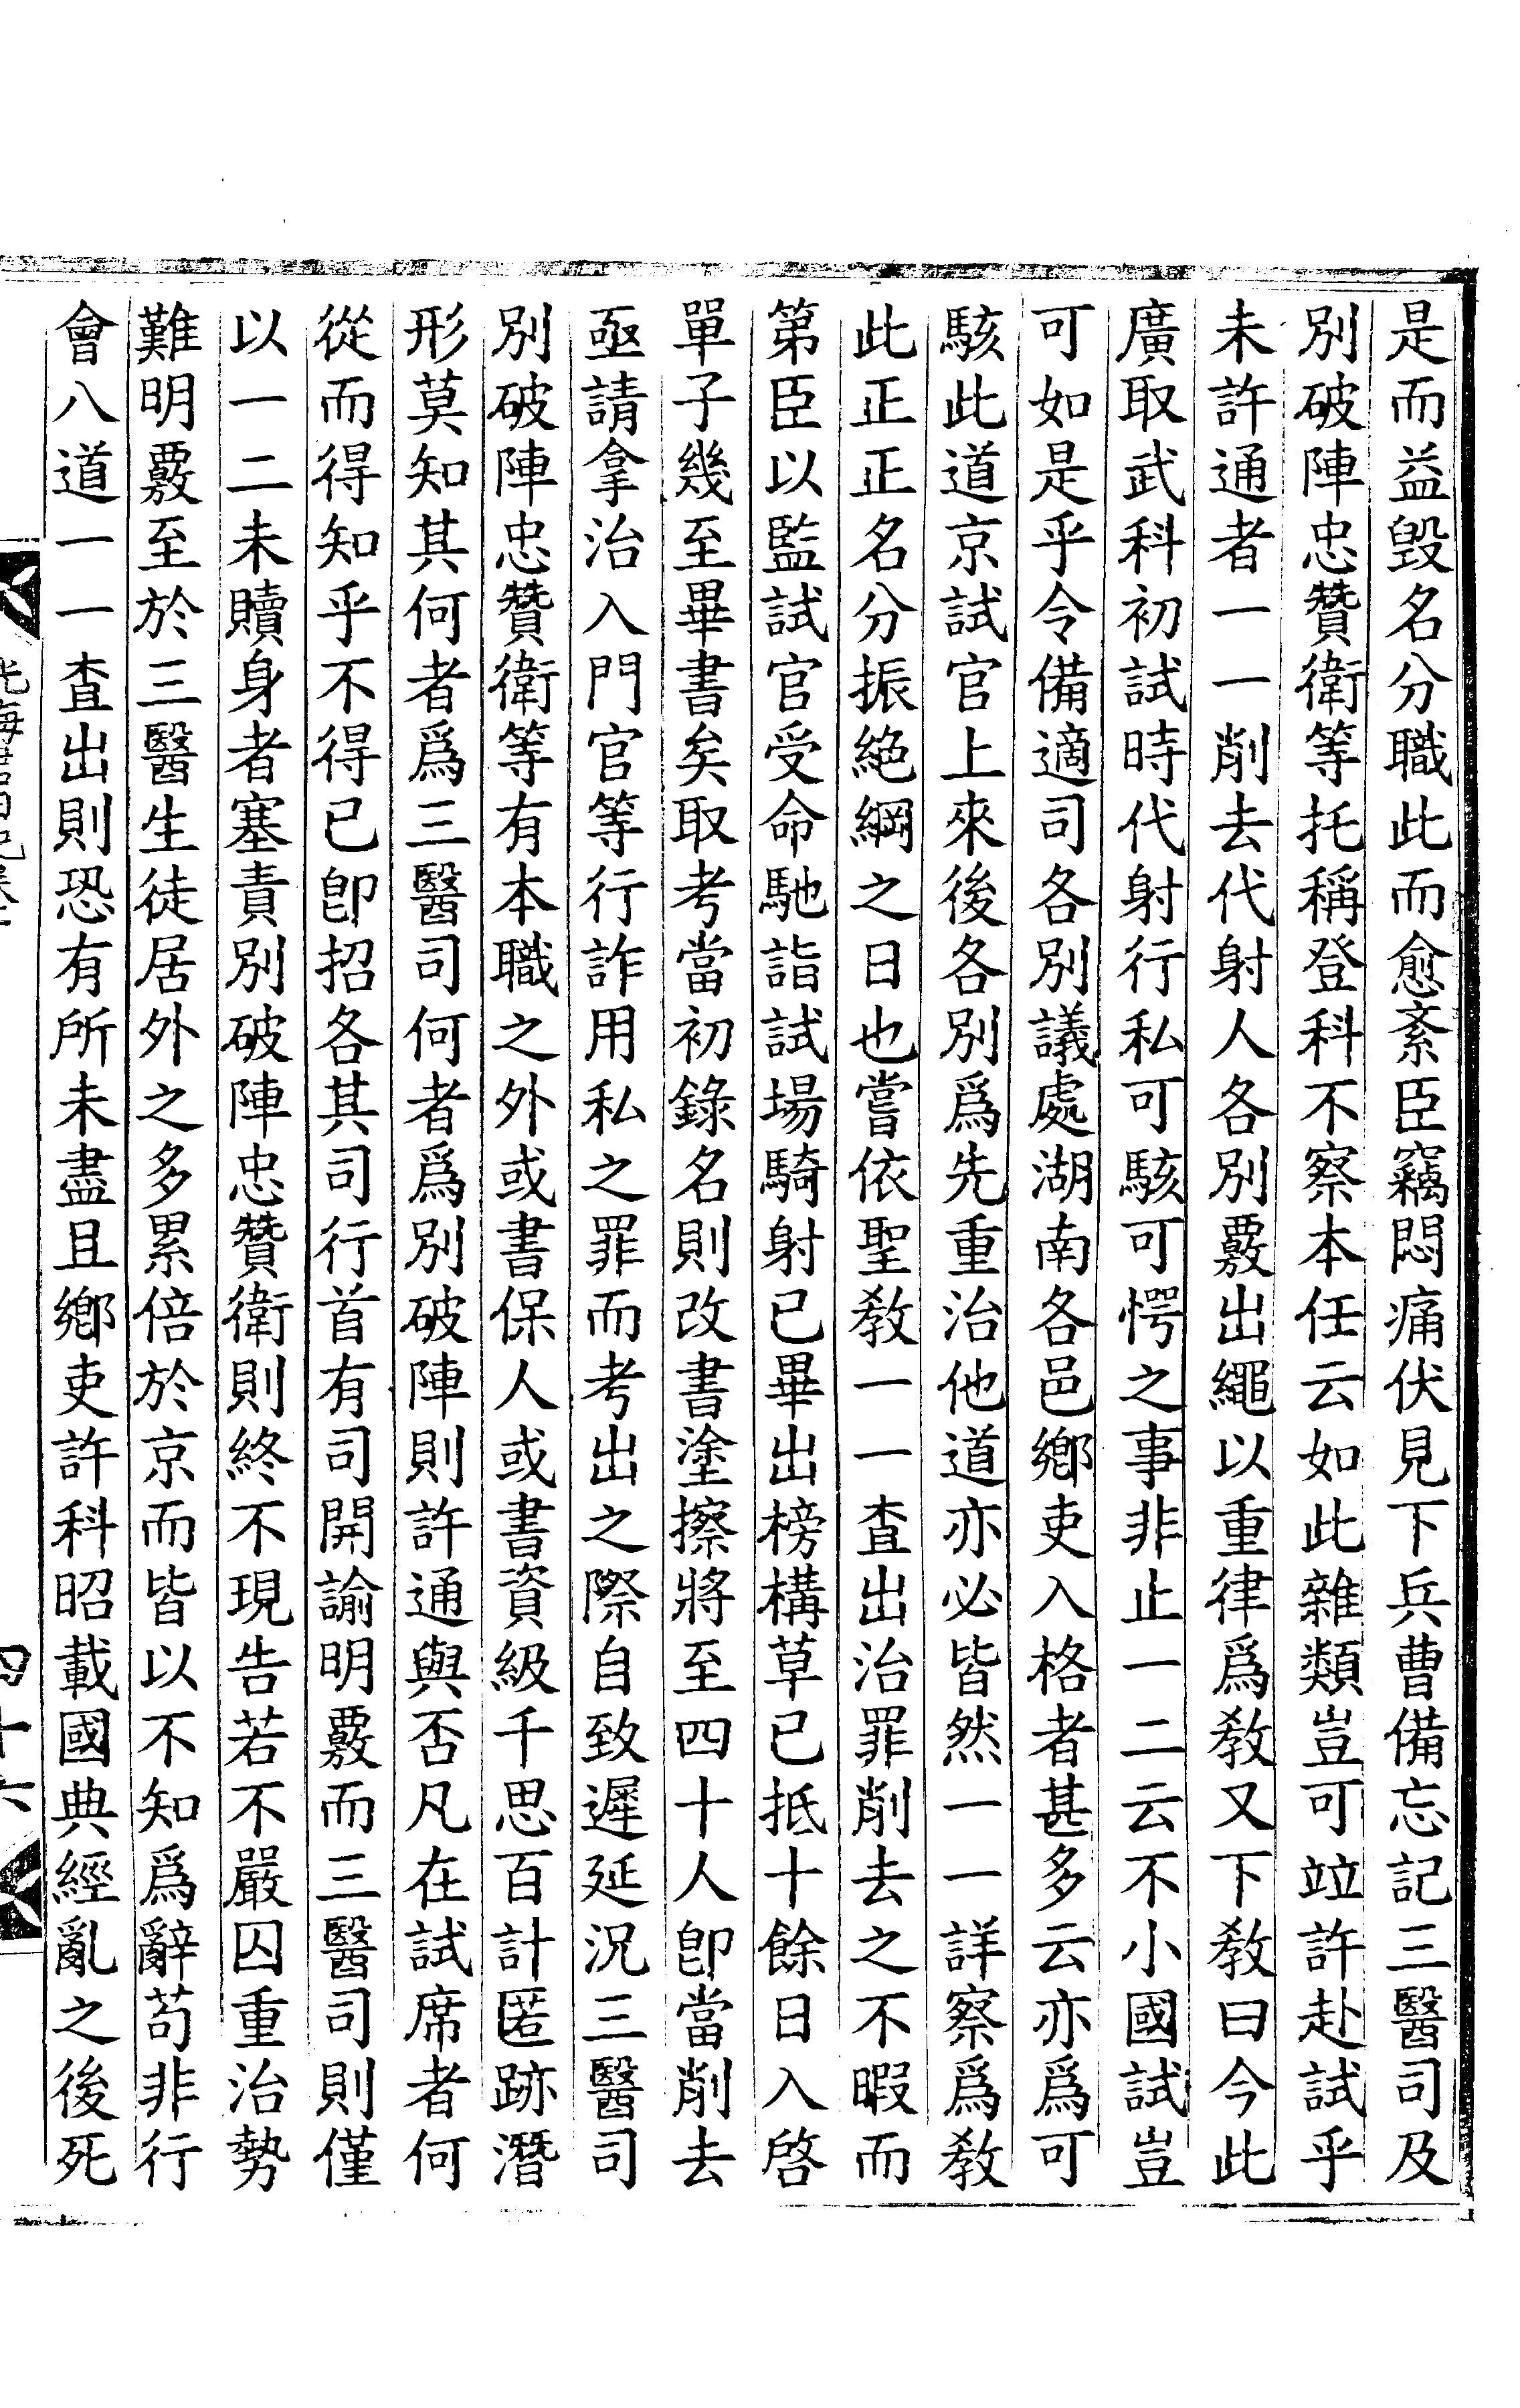 是而益毀名分職此而愈紊臣竊悶痛伏見下兵曹備忘記三醫司及
別破陣忠贊衛等托稱登科不察本任云如此雜類豈可竝許赴試乎
未許通者一一削去代射人各別覈出繩以重律爲敎又下敎曰今此
廣取武科初試時代射行私可駭可愕之事非止一二云不小國試豈
可如是乎令備適司各別議處湖南各邑鄕吏入格者甚多云亦爲可
駭此道京試官上來後各別爲先重治他道亦必皆然一一詳察爲敎
此正正名分振絶綱之日也嘗依聖敎一一査出治罪削去之不暇而
第臣以監試官受命馳詣試場騎射已畢出榜構草已抵十餘日入啓
單子幾至畢書矣取考當初錄名則改書塗擦將至四十人卽當削去
亟請拿治入門官等行詐用私之罪而考出之際自致遲延況三醫司
別破陣忠贊衛等有本職之外或書保人或書資級千思百計匿跡潛
形莫知其何者爲三醫司何者爲別破陣則許通與否凡在試席者何
從而得知乎不得已卽招各其司行首有司開諭明覈而三醫司則僅
以一二未贖身者塞責別破陣忠贊衛則終不現告若不嚴囚重治勢
難明覈至於三醫生徒居外之多累倍於京而皆以不知爲辭苟非行
會八道一一査出則恐有所未盡且鄕吏許科昭載國典經亂之後死
四十六